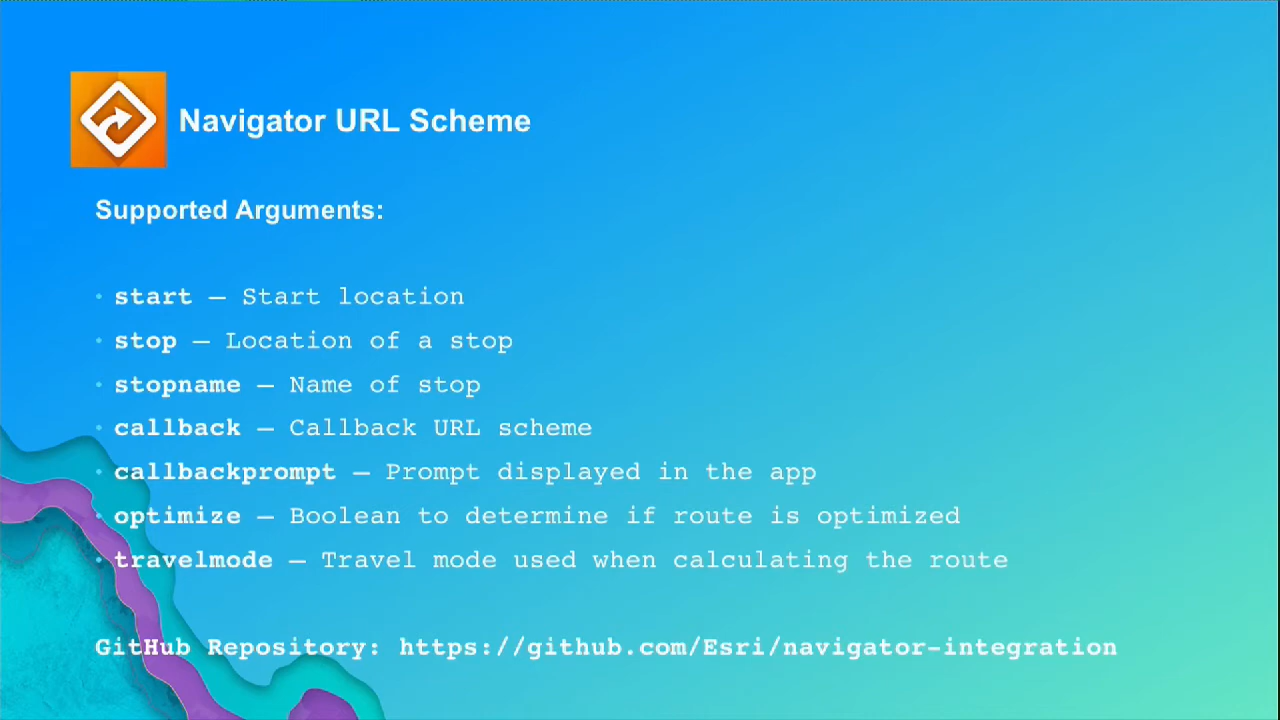 Navigator URL Scheme
Supported Arguments:
• start – Start location
• stop – Location of a stop
• stopname – Name of stop
• callback – Callback URL scheme
• callbackprompt – Prompt displayed in the app
• optimize – Boolean to determine if route is optimized
• travelmode – Travel mode used when calculating the route
GitHub Repository: https://github.com/Esri/navigator-integration